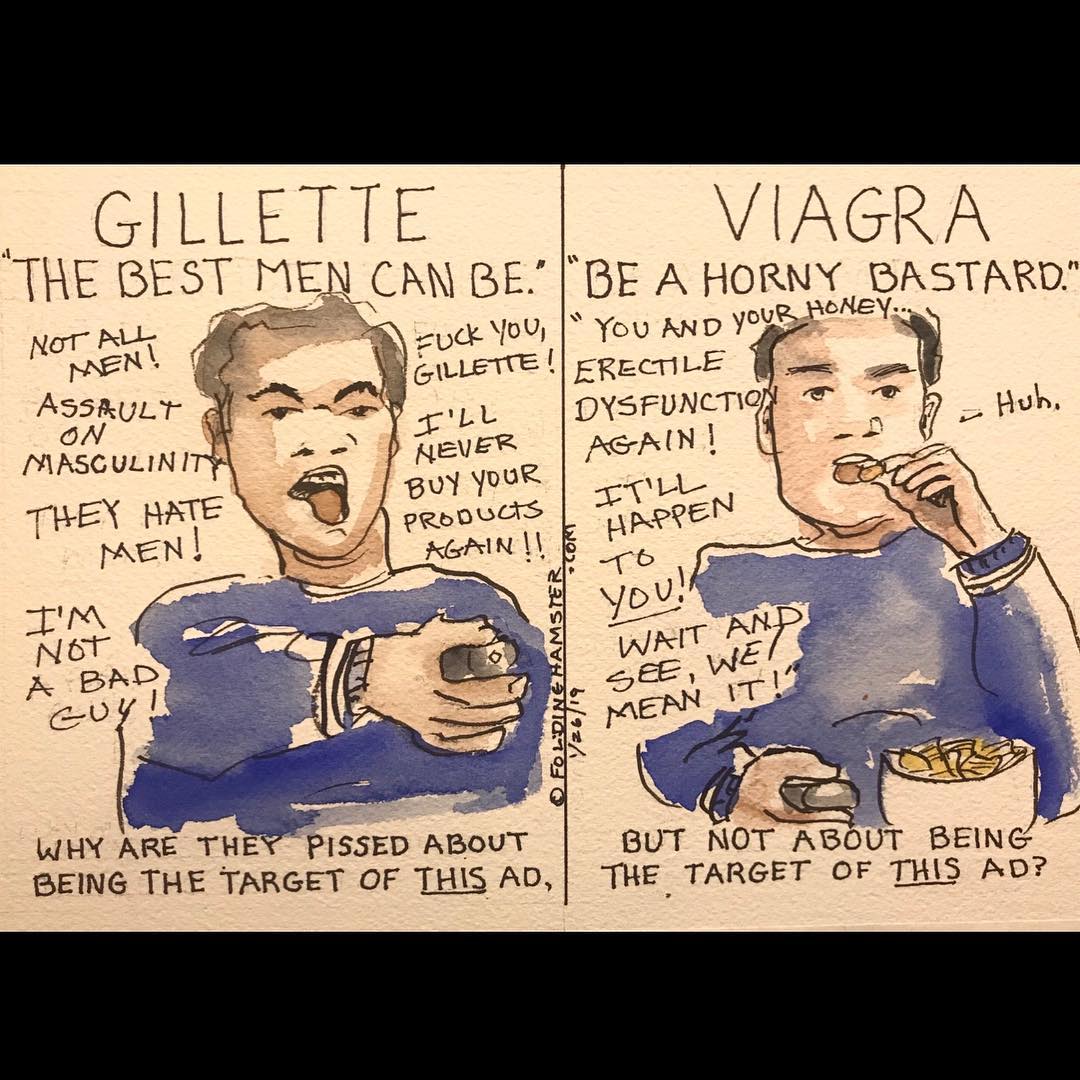 GILLETTE
"THE BEST MEN CAN BE."
NOT ALL
MEN!
ASSAULT
ON
MASCULINITY
THEY HATE
MEN!
I'M
NOT
A BAD
GUY!
FUCK YOU,
GILLETTE!
I'LL
NEVER
BUY YOUR
PRODUCTS
AGAIN!!
WHY ARE THEY PISSED ABOUT
BEING THE TARGET OF THIS AD,
© FOLDINGHAMSTER.COM
1/26/19
VIAGRA
"BE A HORNY BASTARD."
"YOU AND YOUR HONEY...
ERECTILE
DYSFUNCTION
AGAIN!
IT'LL
HAPPEN
TO
YOU!
WAIT AND
SEE, WE
MEAN IT!"
- Huh.
BUT NOT ABOUT BEING
THE TARGET OF THIS AD?